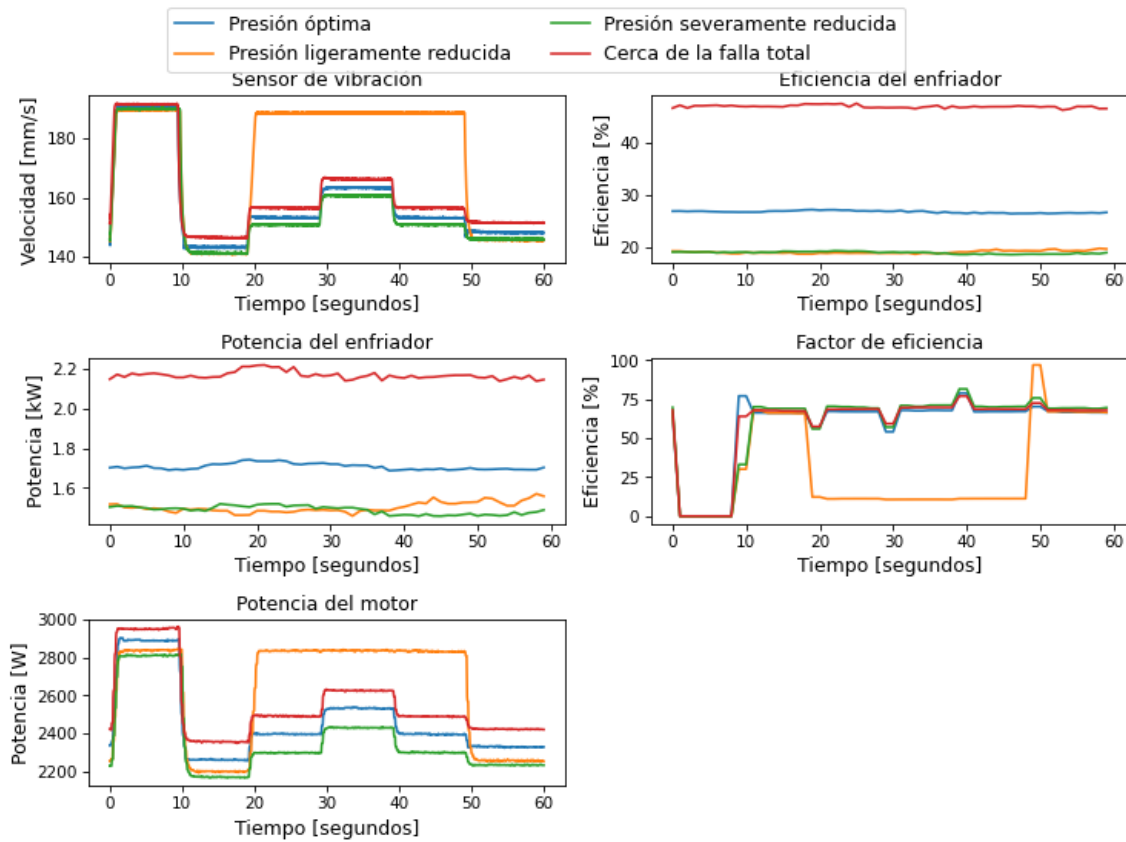 Presión óptima
Presión ligeramente reducida
Presión severamente reducida
Cerca de la falla total
Sensor de vibración
Velocidad [mm/s]
180
160
140
0 10 20 30 40 50 60
Tiempo [segundos]
Eficiencia del enfriador
Eficiencia [%]
40
30
20
0 10 20 30 40 50 60
Tiempo [segundos]
Potencia del enfriador
Potencia [kW]
2.2
2.0
1.8
1.6
0 10 20 30 40 50 60
Tiempo [segundos]
Factor de eficiencia
Eficiencia [%]
100
75
50
25
0
0 10 20 30 40 50 60
Tiempo [segundos]
Potencia del motor
Potencia [W]
3000
2800
2600
2400
2200
0 10 20 30 40 50 60
Tiempo [segundos]